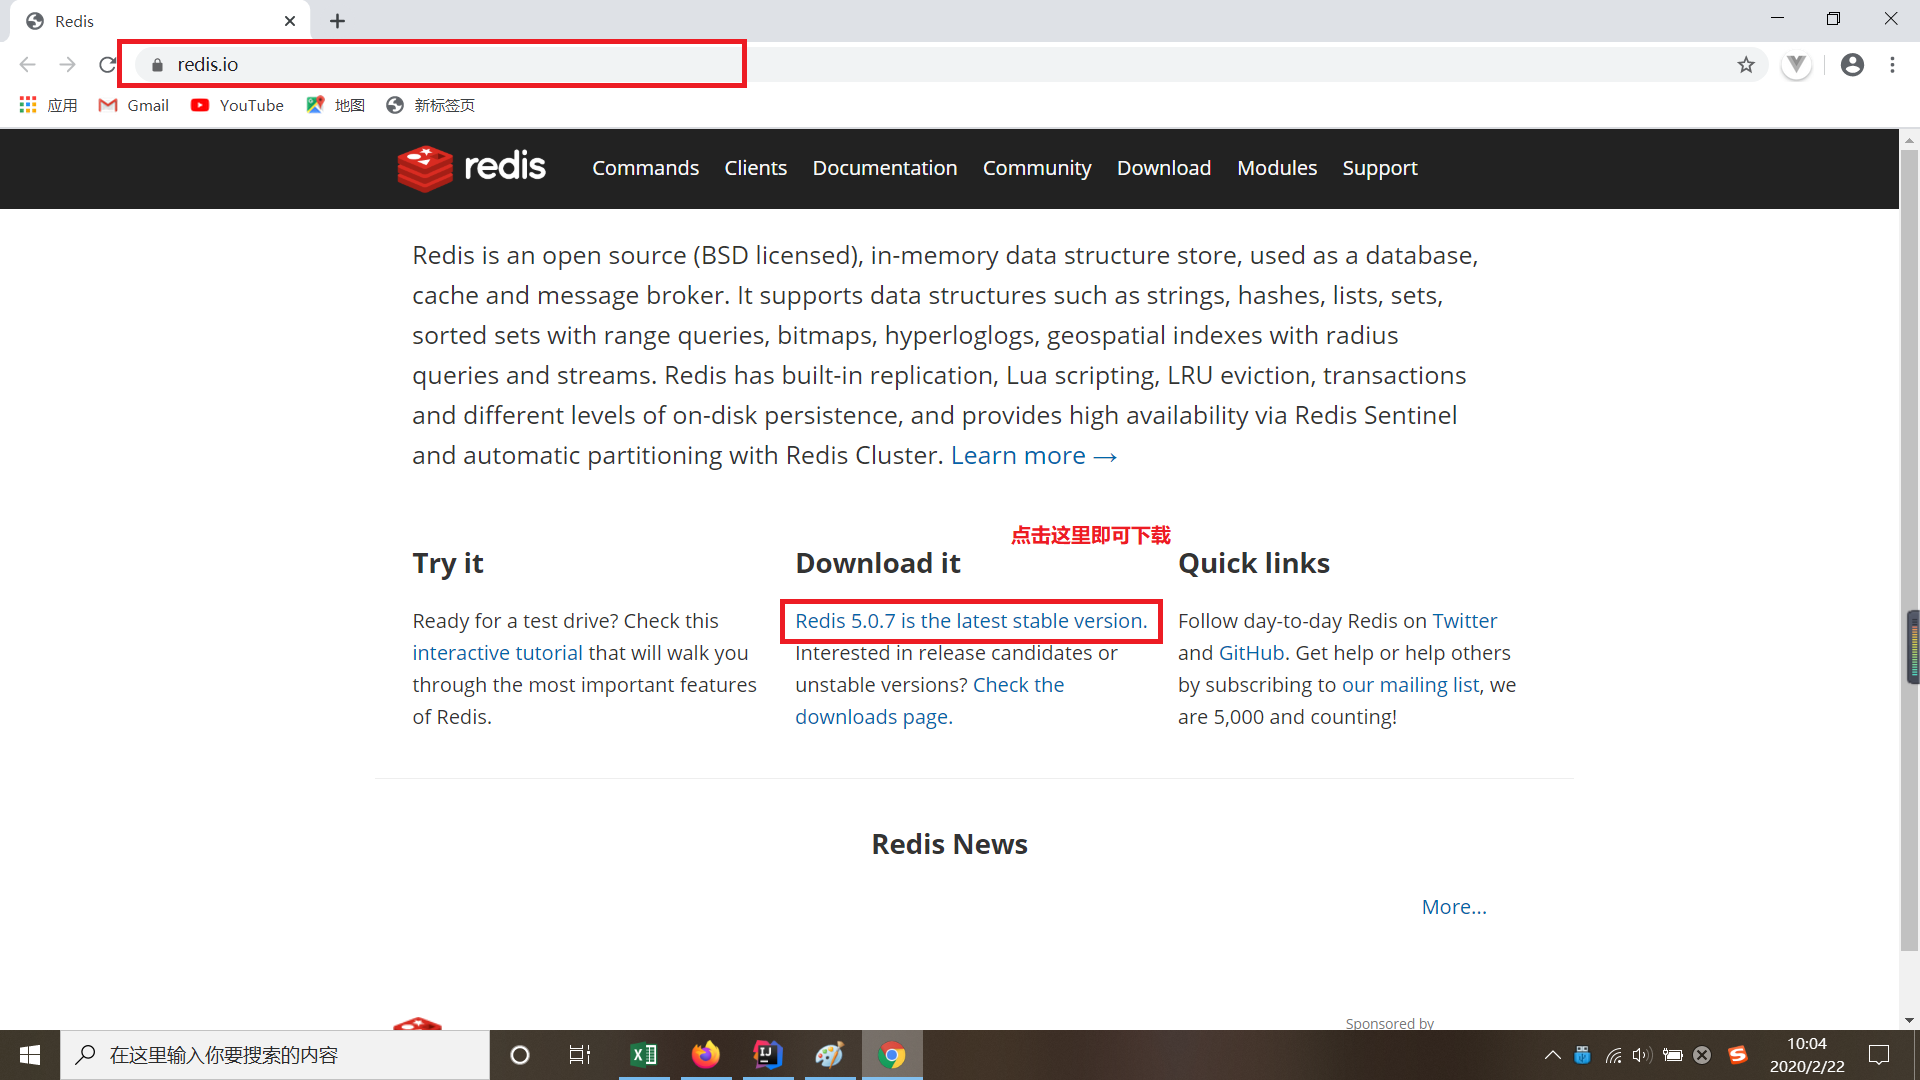 Redis
redis.io
应用
Gmail
YouTube
地图
新标签页
redis
Commands
Clients
Documentation
Community
Download
Modules
Support
Redis is an open source (BSD licensed), in-memory data structure store, used as a database,
cache and message broker. It supports data structures such as strings, hashes, lists, sets,
sorted sets with range queries, bitmaps, hyperloglogs, geospatial indexes with radius
queries and streams. Redis has built-in replication, Lua scripting, LRU eviction, transactions
and different levels of on-disk persistence, and provides high availability via Redis Sentinel
and automatic partitioning with Redis Cluster. Learn more →
Try it
Ready for a test drive? Check this
interactive tutorial that will walk you
through the most important features
of Redis.
点击这里即可下载
Download it
Redis 5.0.7 is the latest stable version.
Interested in release candidates or
unstable versions? Check the
downloads page.
Quick links
Follow day-to-day Redis on Twitter
and GitHub. Get help or help others
by subscribing to our mailing list, we
are 5,000 and counting!
Redis News
More...
Sponsored by
在这里输入你要搜索的内容
10:04
2020/2/22